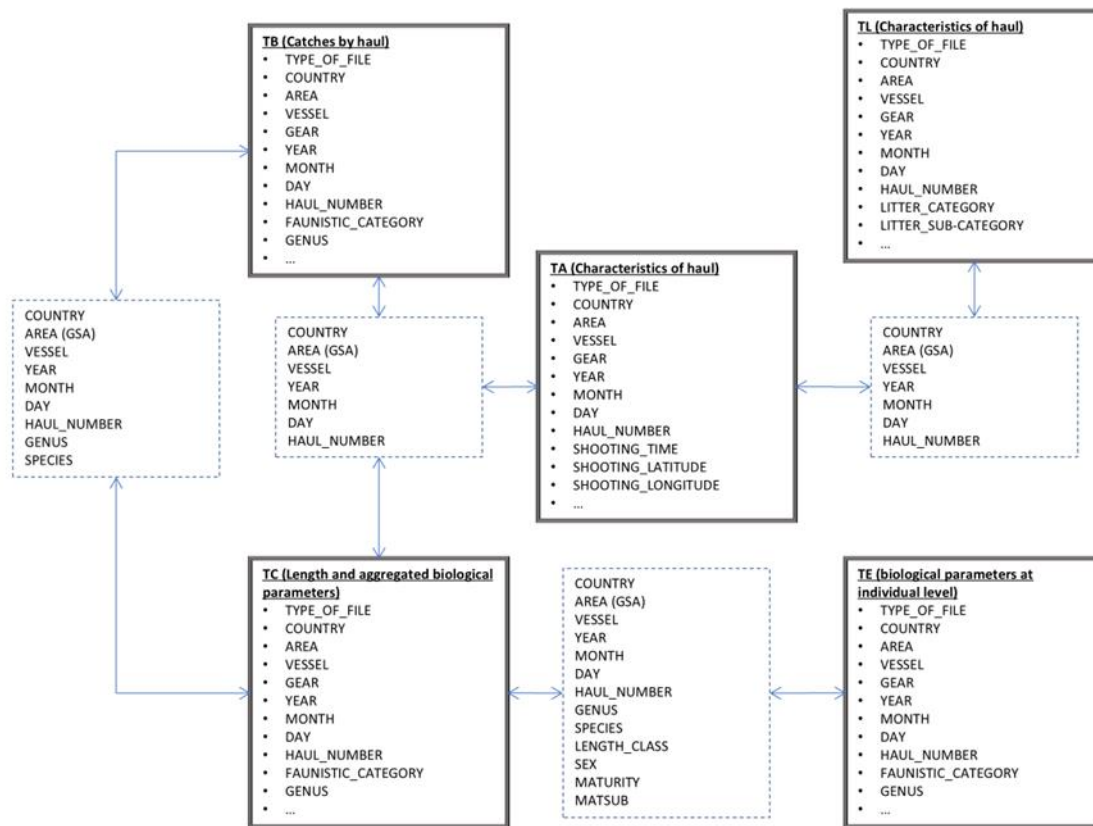 TB (Catches by haul)
• TYPE_OF_FILE
• COUNTRY
• AREA
• VESSEL
• GEAR
• YEAR
• MONTH
• DAY
• HAUL_NUMBER
• FAUNISTIC_CATEGORY
• GENUS
• ...
TL (Characteristics of haul)
• TYPE_OF_FILE
• COUNTRY
• AREA
• VESSEL
• GEAR
• YEAR
• MONTH
• DAY
• HAUL_NUMBER
• LITTER_CATEGORY
• LITTER_SUB-CATEGORY
• ...
COUNTRY
AREA (GSA)
VESSEL
YEAR
MONTH
DAY
HAUL_NUMBER
GENUS
SPECIES
COUNTRY
AREA (GSA)
VESSEL
YEAR
MONTH
DAY
HAUL_NUMBER
TA (Characteristics of haul)
• TYPE_OF_FILE
• COUNTRY
• AREA
• VESSEL
• GEAR
• YEAR
• MONTH
• DAY
• HAUL_NUMBER
• SHOOTING_TIME
• SHOOTING_LATITUDE
• SHOOTING_LONGITUDE
• ...
COUNTRY
AREA (GSA)
VESSEL
YEAR
MONTH
DAY
HAUL_NUMBER
TC (Length and aggregated biological
parameters)
• TYPE_OF_FILE
• COUNTRY
• AREA
• VESSEL
• GEAR
• YEAR
• MONTH
• DAY
• HAUL_NUMBER
• FAUNISTIC_CATEGORY
• GENUS
• ...
COUNTRY
AREA (GSA)
VESSEL
YEAR
MONTH
DAY
HAUL_NUMBER
GENUS
SPECIES
LENGTH_CLASS
SEX
MATURITY
MATSUB
TE (biological parameters at
individual level)
• TYPE_OF_FILE
• COUNTRY
• AREA
• VESSEL
• GEAR
• YEAR
• MONTH
• DAY
• HAUL_NUMBER
• FAUNISTIC_CATEGORY
• GENUS
• ...